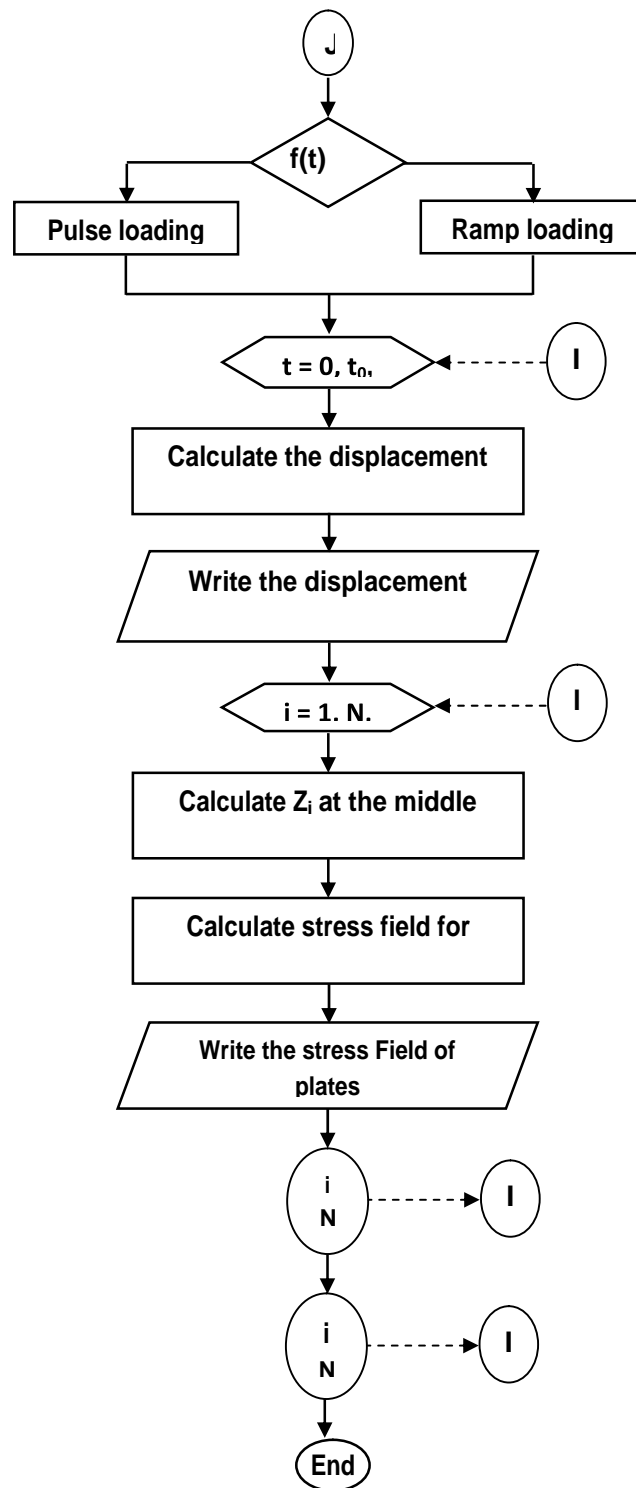 J
f(t)
Pulse loading
Ramp loading
t = 0, t₀,
I
Calculate the displacement
Write the displacement
i = 1. N.
I
Calculate Zᵢ at the middle
Calculate stress field for
Write the stress Field of
plates
i
N
I
i
N
I
End